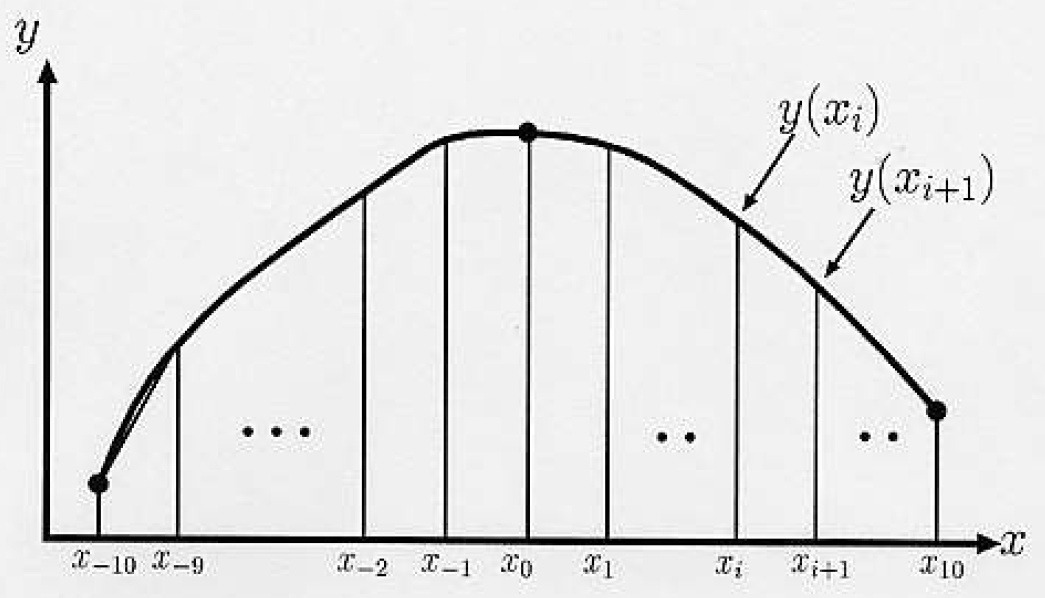 y
y(x_i)
y(x_{i+1})
x_{-10} x_{-9} x_{-2} x_{-1} x_0 x_1 x_i x_{i+1} x_{10} x